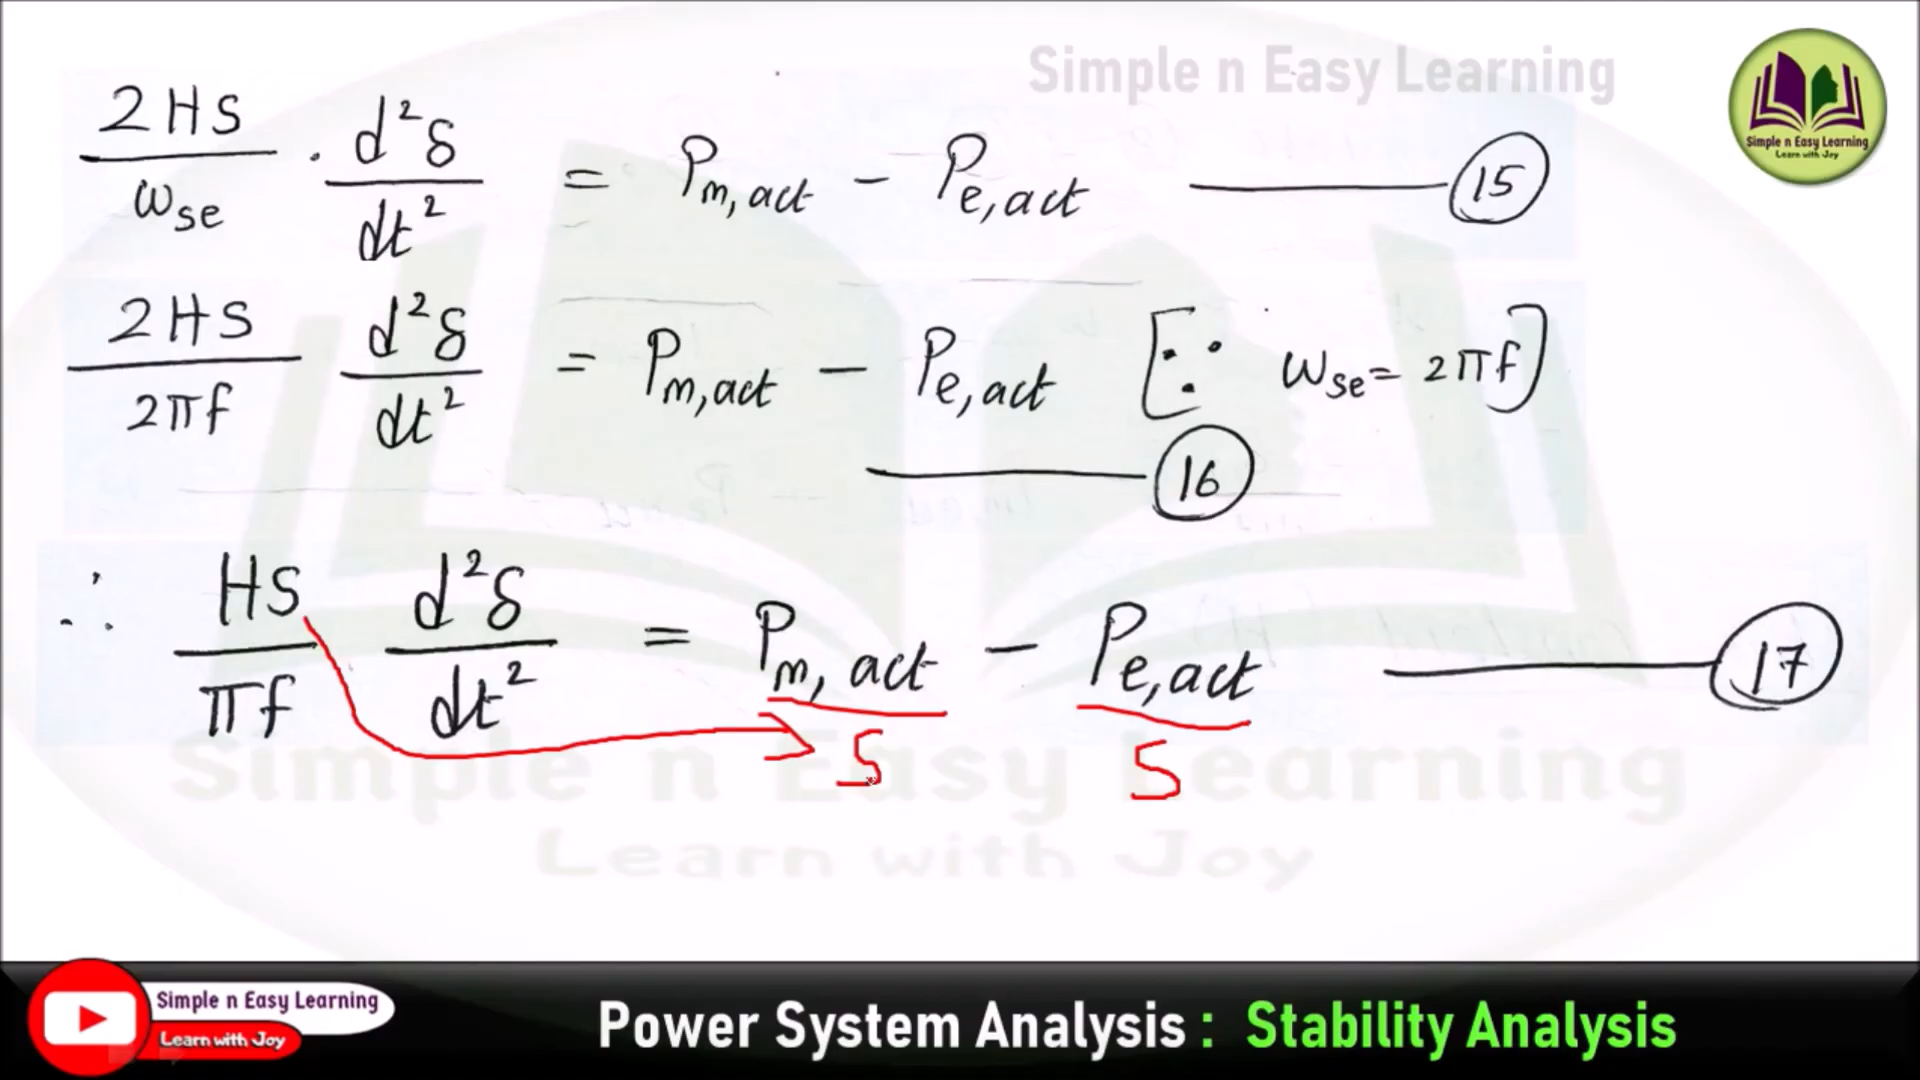 Simple n Easy Learning
Simple n Easy Learning
Learn with Joy
2HS/ωse · d²δ/dt² = Pm,act − Pe,act ——— 15
2HS/2πf d²δ/dt² = Pm,act − Pe,act [∵ ωse = 2πf]
——— 16
∴ HS/πf d²δ/dt² = Pm,act − Pe,act ——— 17
S S
Simple n Easy Learning
Learn with Joy
Simple n Easy Learning
Learn with Joy
Power System Analysis : Stability Analysis